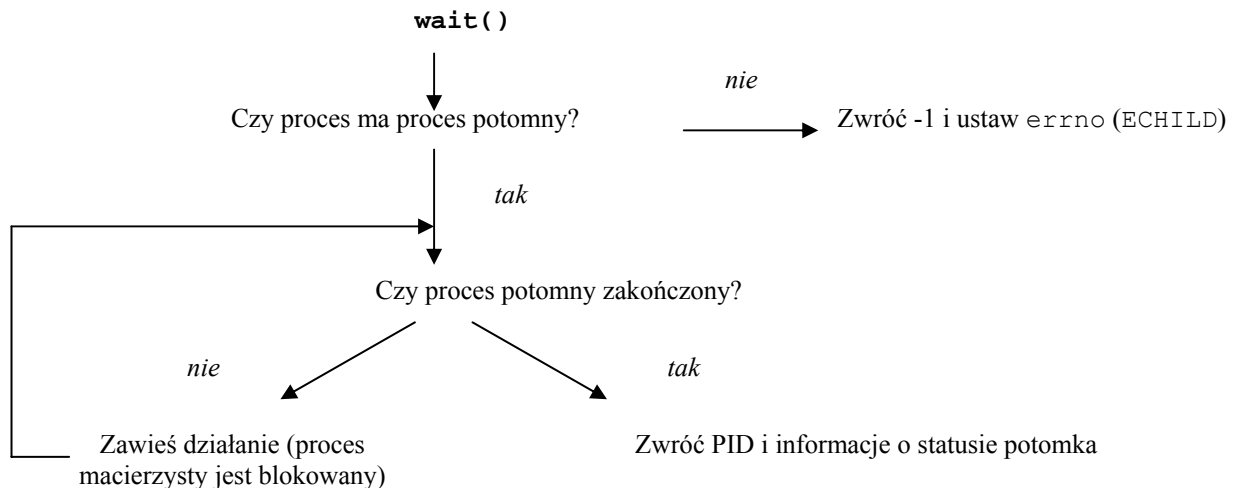 wait()
nie
Czy proces ma proces potomny?
Zwróć -1 i ustaw errno (ECHILD)
tak
Czy proces potomny zakończony?
nie
tak
Zawieś działanie (proces
macierzysty jest blokowany)
Zwróć PID i informacje o statusie potomka